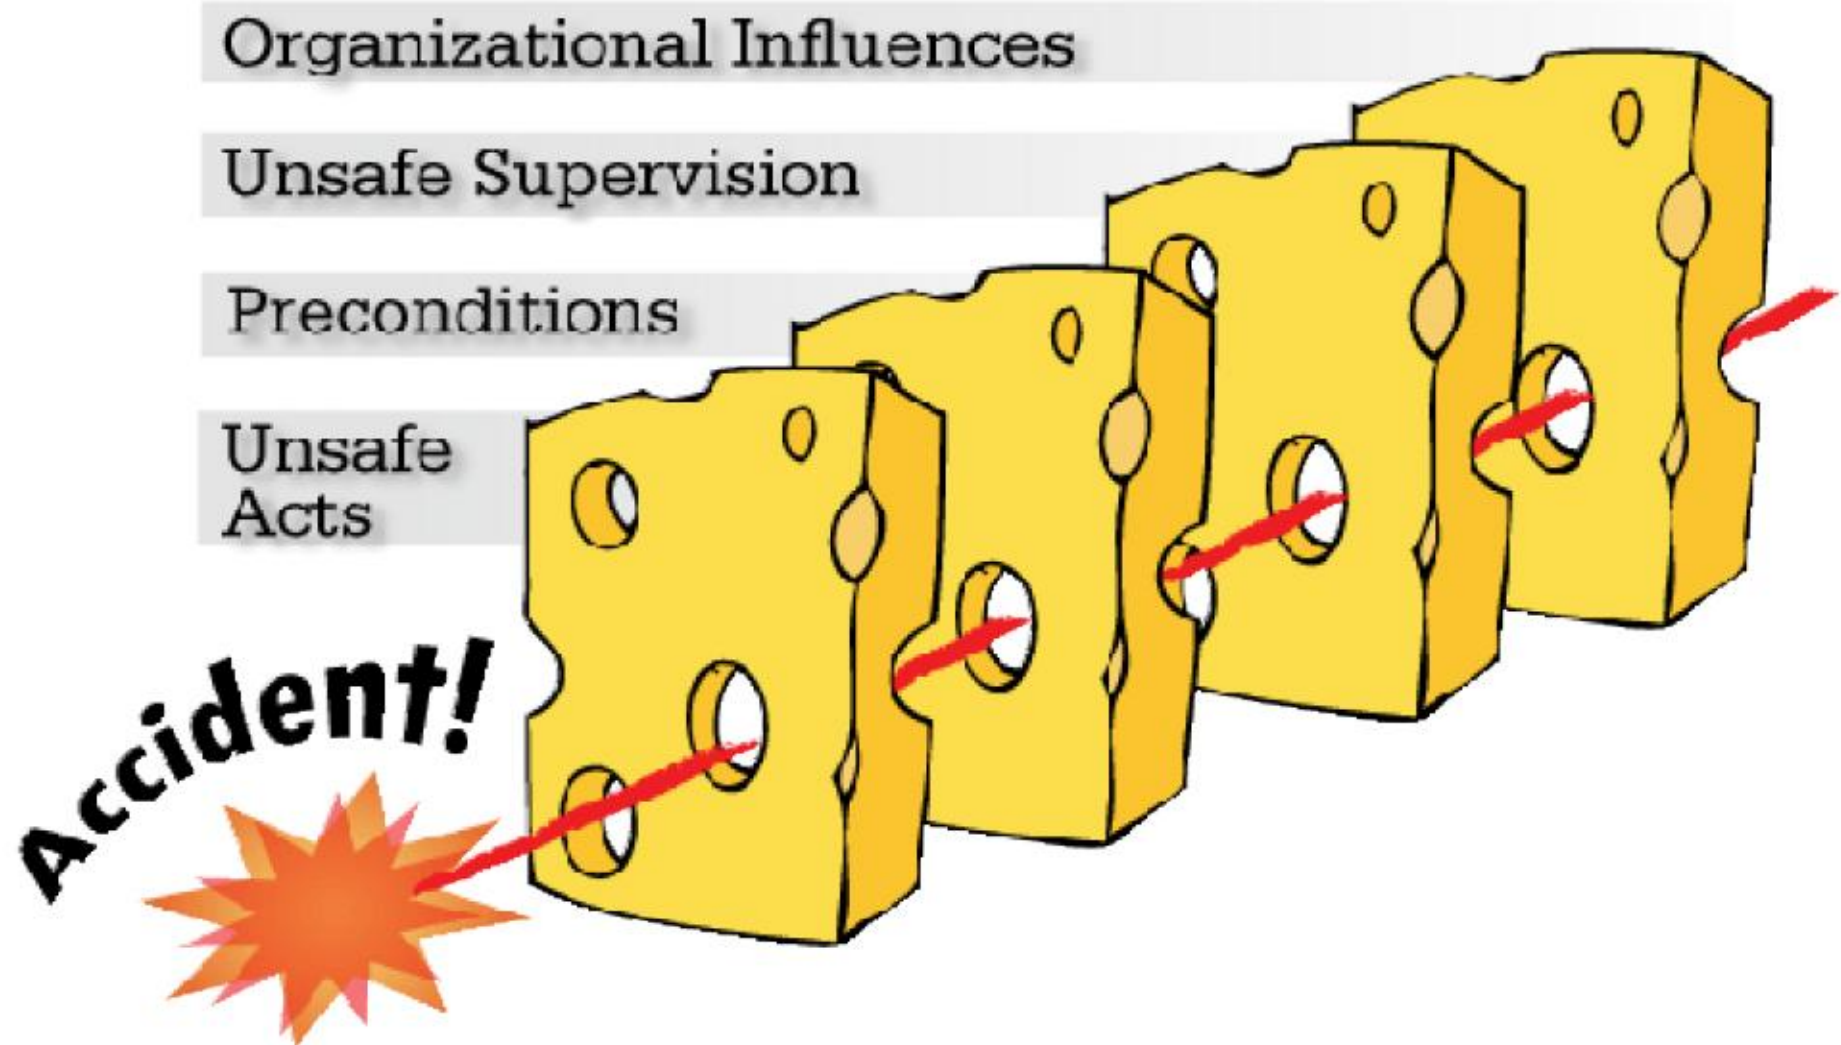 Organizational Influences
Unsafe Supervision
Preconditions
Unsafe
Acts
Accident!